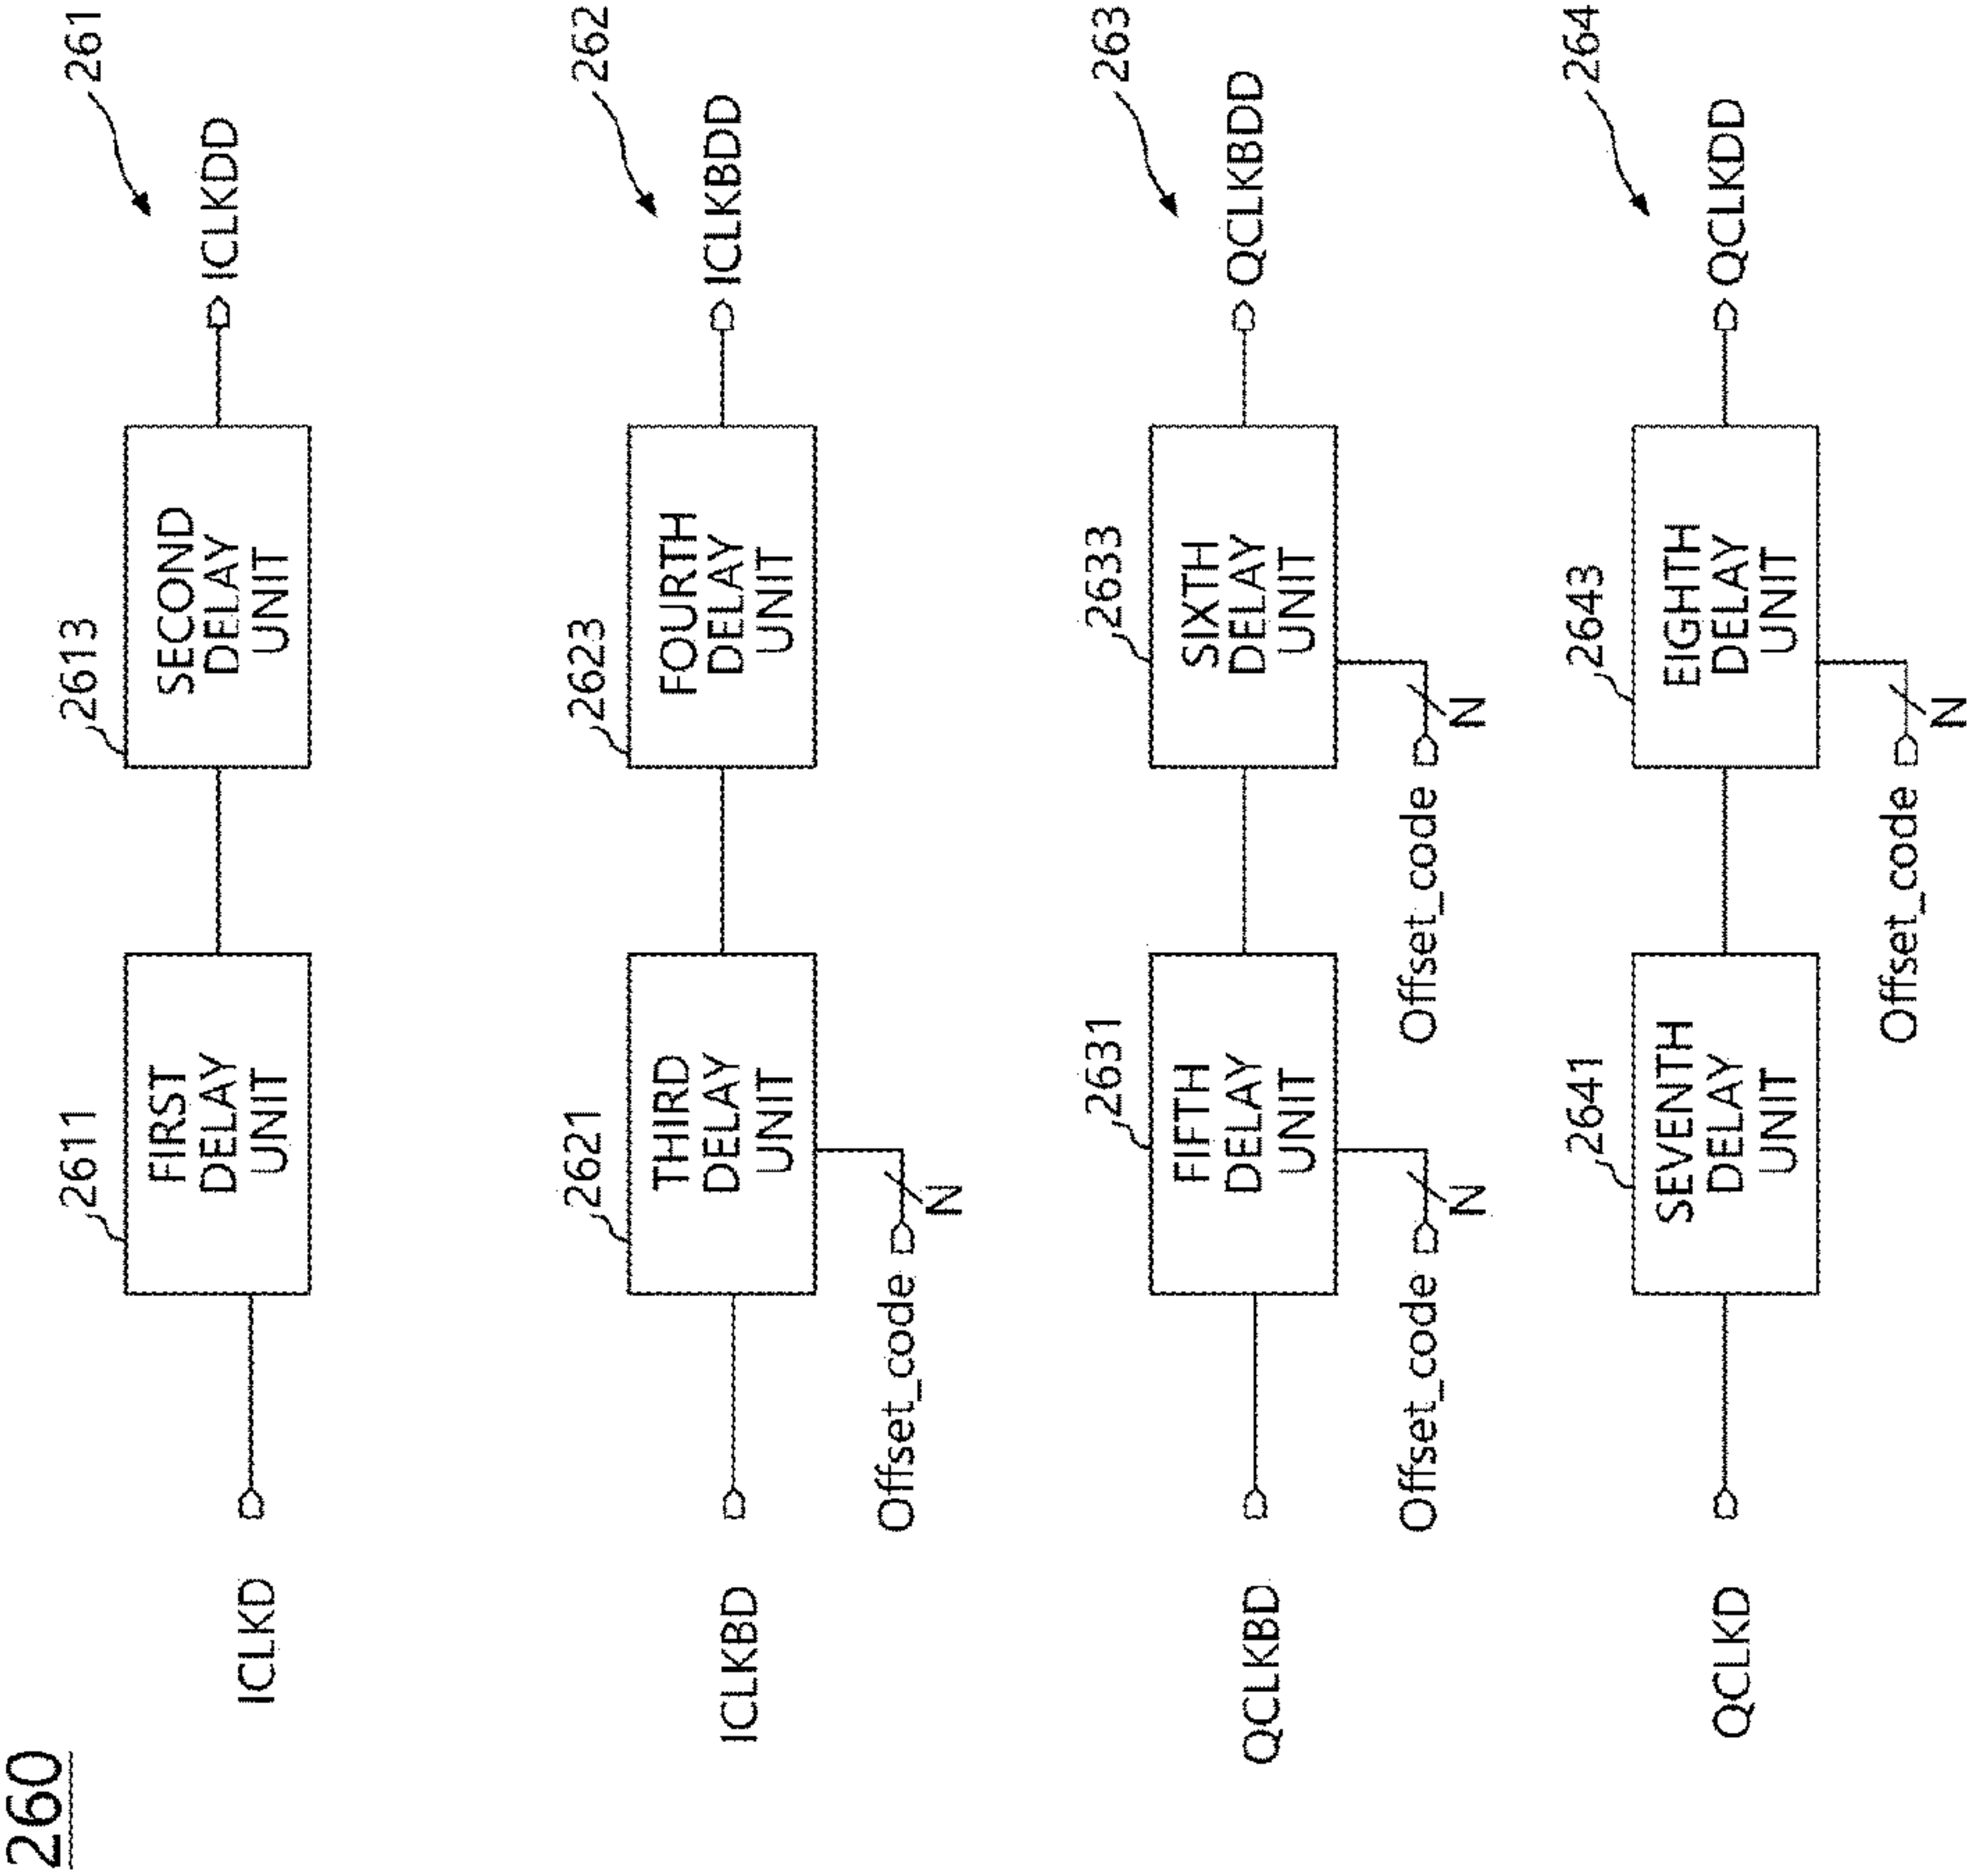 260
261
ICLKD
2611
FIRST
DELAY
UNIT
2613
SECOND
DELAY
UNIT
ICLKDD
262
ICLKBD
2621
THIRD
DELAY
UNIT
Offset_code
N
2623
FOURTH
DELAY
UNIT
ICLKBDD
263
QCLKBD
2631
FIFTH
DELAY
UNIT
Offset_code
N
2633
SIXTH
DELAY
UNIT
Offset_code
N
QCLKBDD
264
QCLKD
2641
SEVENTH
DELAY
UNIT
2643
EIGHTH
DELAY
UNIT
Offset_code
N
QCLKDD